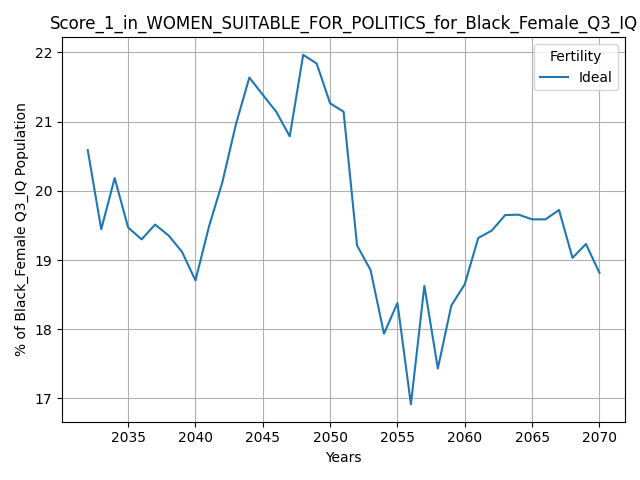 Score_1_in_WOMEN_SUITABLE_FOR_POLITICS_for_Black_Female_Q3_IQ
Fertility
Ideal
22
21
20
19
18
17
% of Black_Female Q3_IQ Population
2035 2040 2045 2050 2055 2060 2065 2070
Years